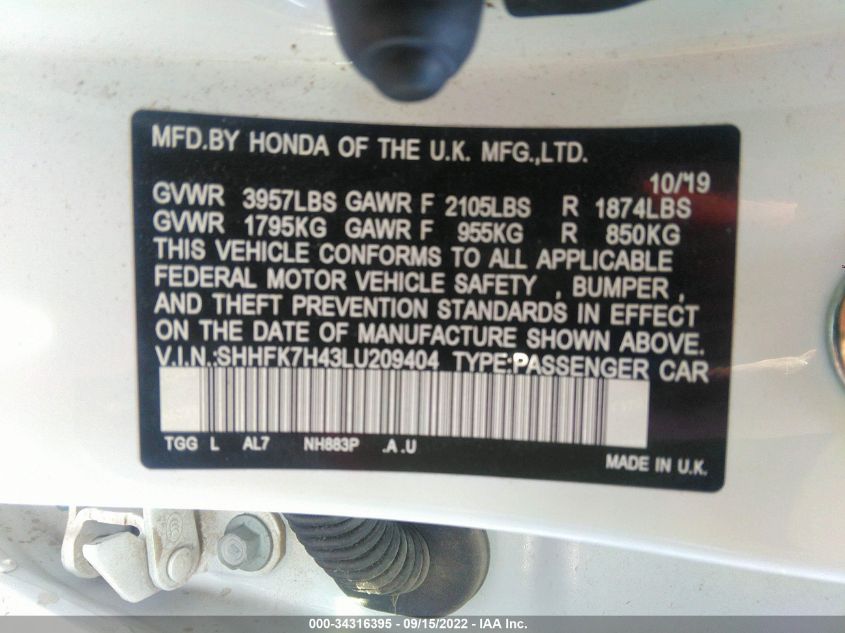 MFD.BY HONDA OF THE U.K. MFG.,LTD.
10/'19
GVWR 3957LBS GAWR F 2105LBS R 1874LBS
GVWR 1795KG GAWR F 955KG R 850KG
THIS VEHICLE CONFORMS TO ALL APPLICABLE
FEDERAL MOTOR VEHICLE SAFETY , BUMPER ,
AND THEFT PREVENTION STANDARDS IN EFFECT
ON THE DATE OF MANUFACTURE SHOWN ABOVE.
V.I.N.:SHHFK7H43LU209404 TYPE:PASSENGER CAR
TGG L AL7 NH883P .A .U
MADE IN U.K.
000-34316395 - 09/15/2022 - IAA Inc.